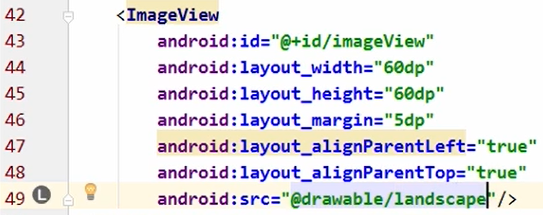 42 <ImageView
43 android:id="@+id/imageView"
44 android:layout_width="60dp"
45 android:layout_height="60dp"
46 android:layout_margin="5dp"
47 android:layout_alignParentLeft="true"
48 android:layout_alignParentTop="true"
49 L android:src="@drawable/landscape"/>